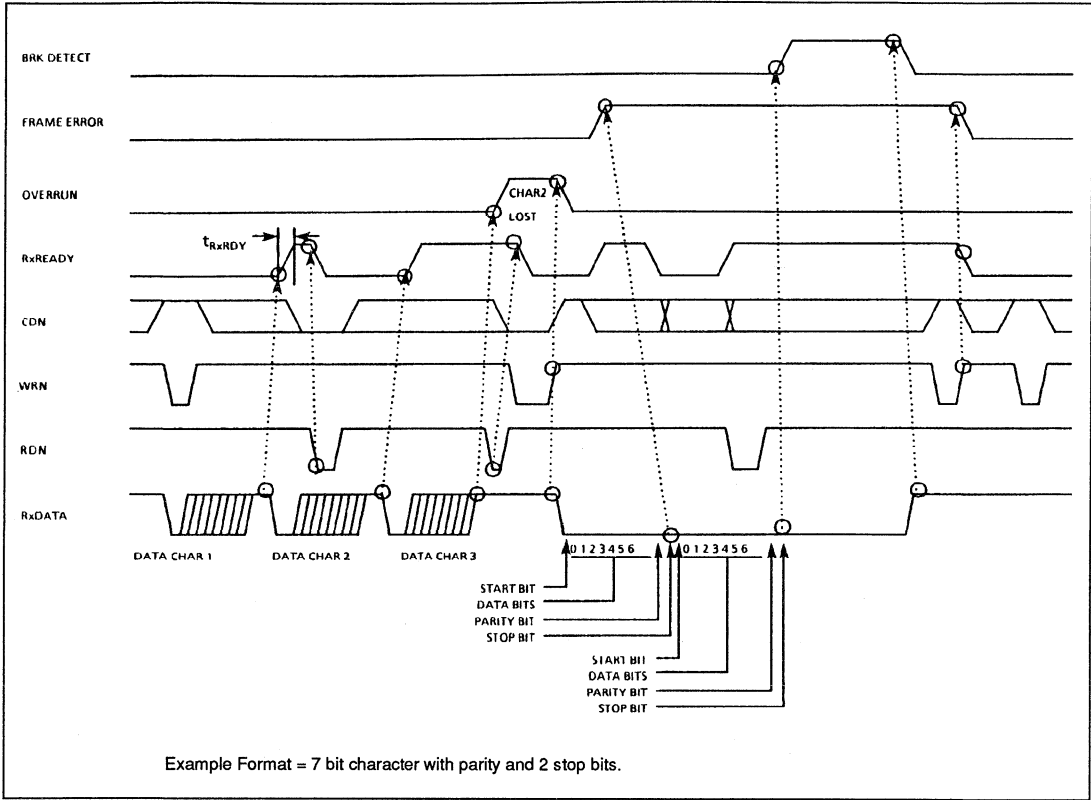 BRK DETECT
FRAME ERROR
OVERRUN
CHAR2
LOST
tRxRDY
RxREADY
CDN
WRN
RDN
RxDATA
DATA CHAR 1
DATA CHAR 2
DATA CHAR 3
0 1 2 3 4 5 6
0 1 2 3 4 5 6
START BIT
DATA BITS
PARITY BIT
STOP BIT
START BIT
DATA BITS
PARITY BIT
STOP BIT
Example Format = 7 bit character with parity and 2 stop bits.